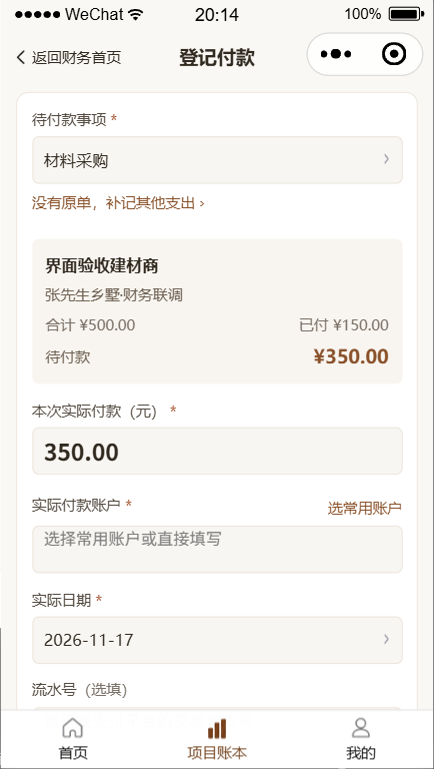 WeChat 20:14 100%
返回财务首页 登记付款
待付款事项 *
材料采购
没有原单，补记其他支出 ›
界面验收建材商
张先生乡墅·财务联调
合计 ¥500.00 已付 ¥150.00
待付款 ¥350.00
本次实际付款（元） *
350.00
实际付款账户 * 选常用账户
选择常用账户或直接填写
实际日期 *
2026-11-17
流水号（选填）
首页 项目账本 我的